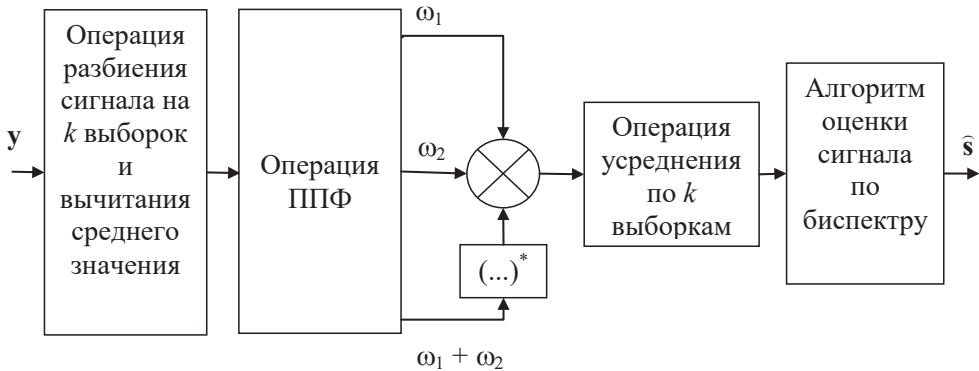 y
Операция
разбиения
сигнала на
k выборок
и
вычитания
среднего
значения
Операция
ППФ
ω1
ω2
ω1 + ω2
(...)*
Операция
усреднения
по k
выборкам
Алгоритм
оценки
сигнала
по
биспектру
ŝ